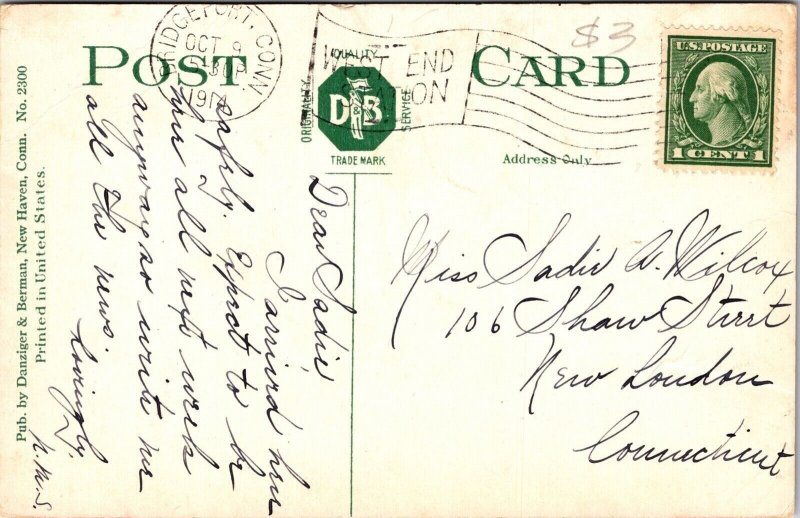 POST CARD
BRIDGEPORT, CONN.
OCT 9
5:30P
WEST END
STATION
$3
U.S. POSTAGE
1 CENT 1
QUALITY
ORIGINALITY
SERVICE
D & B
TRADE MARK
Address Only
Pub. by Danziger & Berman, New Haven, Conn. No. 2300
Printed in United States.
Dear Sadie
I arrived here
safely. Expect to be
here all next week
anyway so write me
all the news.
Lovingly,
N.M.S.
Miss Sadie A. Wilcox
106 Shaw Street
New London
Connecticut